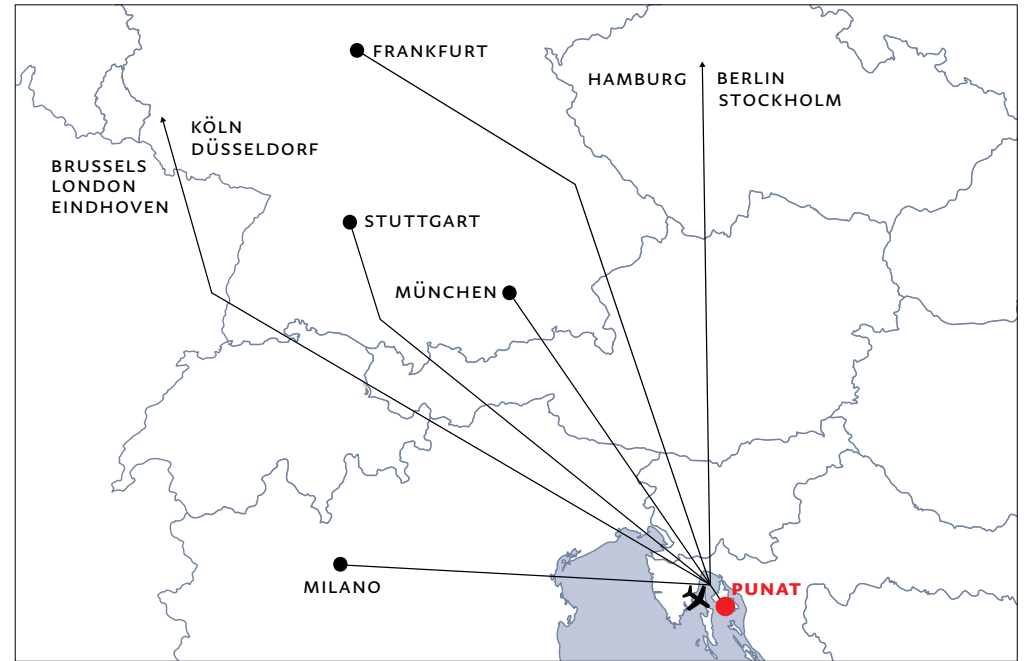 FRANKFURT
HAMBURG
BERLIN
STOCKHOLM
KÖLN
DÜSSELDORF
BRUSSELS
LONDON
EINDHOVEN
STUTTGART
MÜNCHEN
MILANO
PUNAT